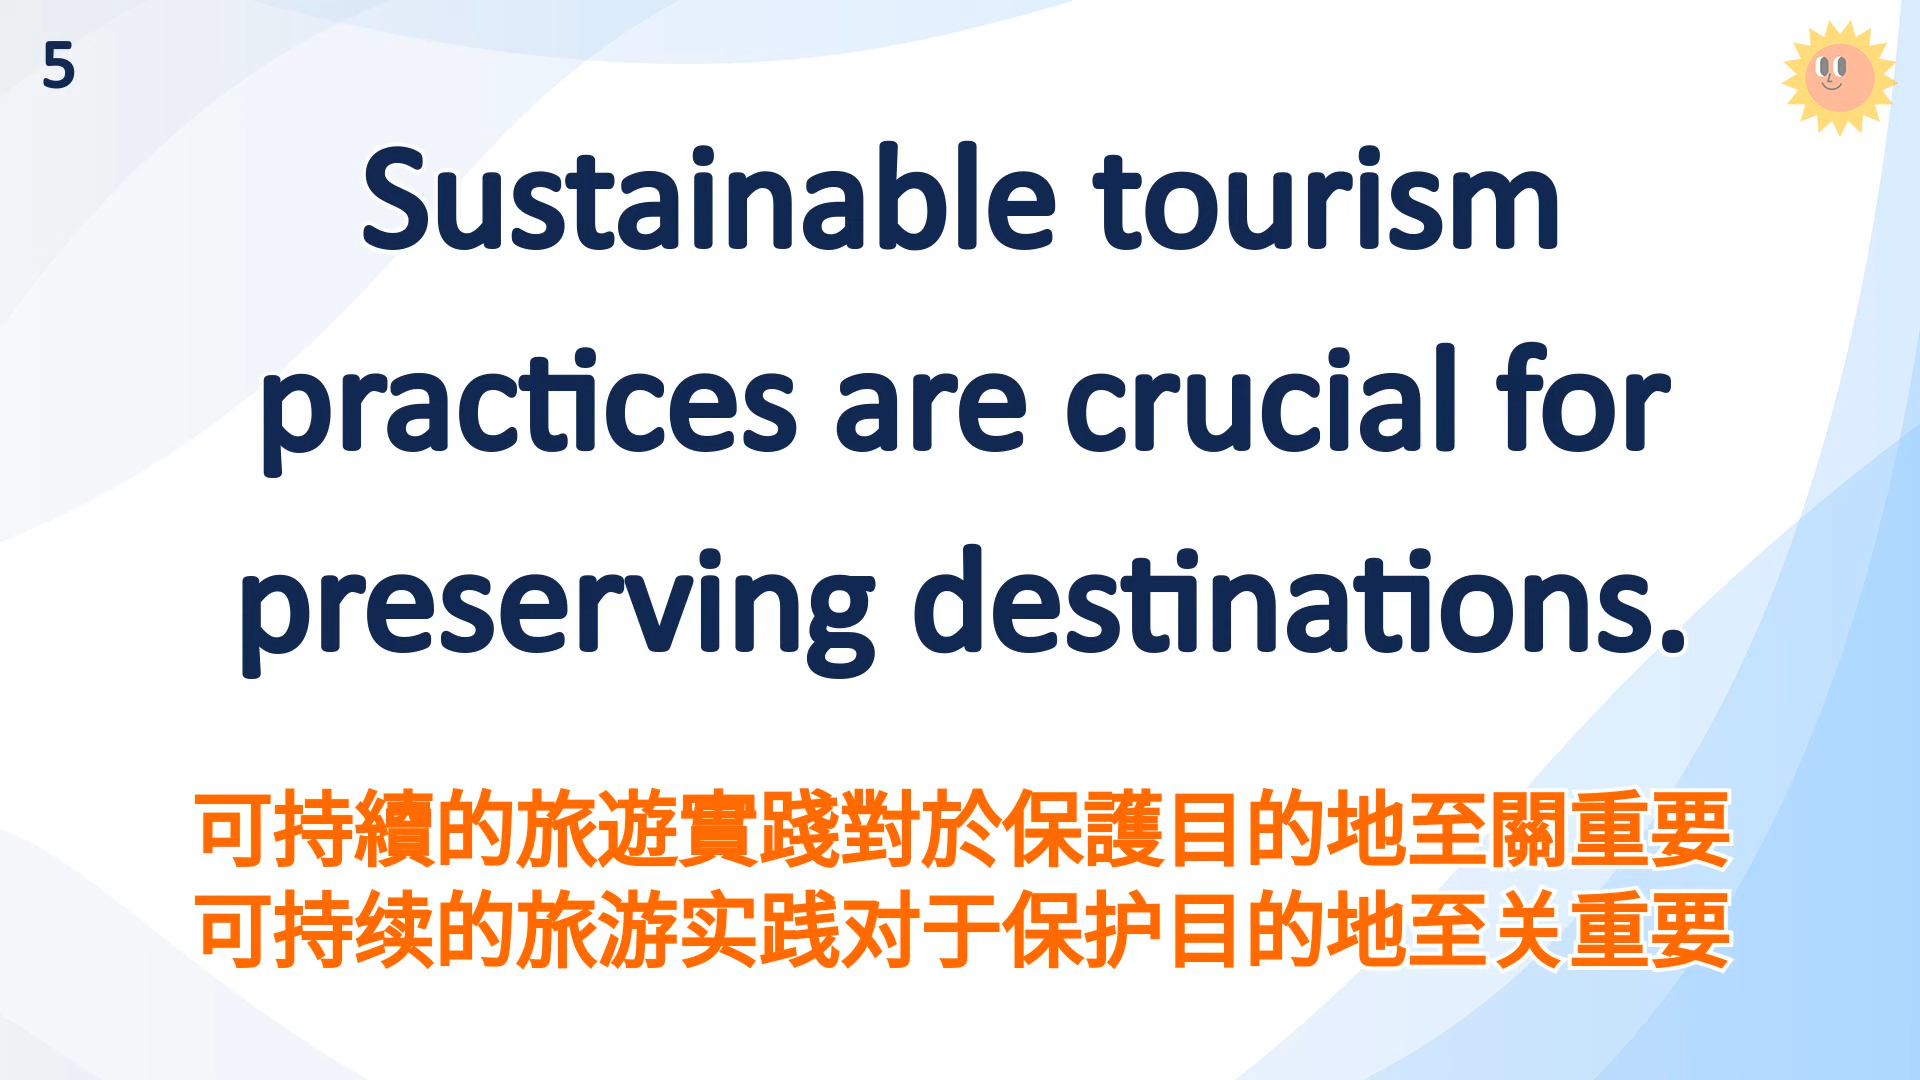 5
Sustainable tourism
practices are crucial for
preserving destinations.
可持續的旅遊實踐對於保護目的地至關重要
可持续的旅游实践对于保护目的地至关重要